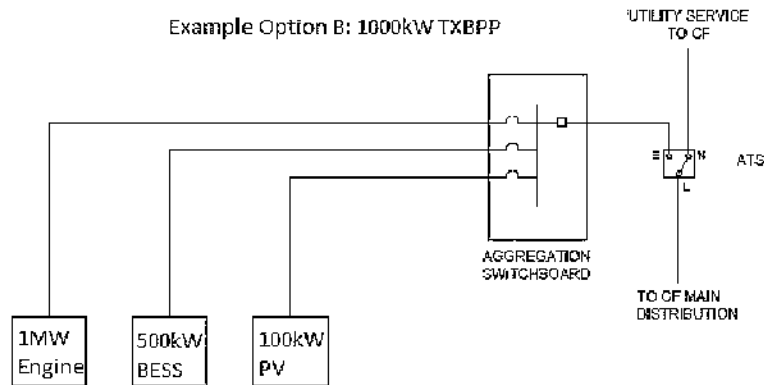 Example Option B: 1000kW TXBPP
UTILITY SERVICE
TO CF
E
N
ATS
L
AGGREGATION
SWITCHBOARD
TO CF MAIN
DISTRIBUTION
1MW
Engine
500kW
BESS
100kW
PV